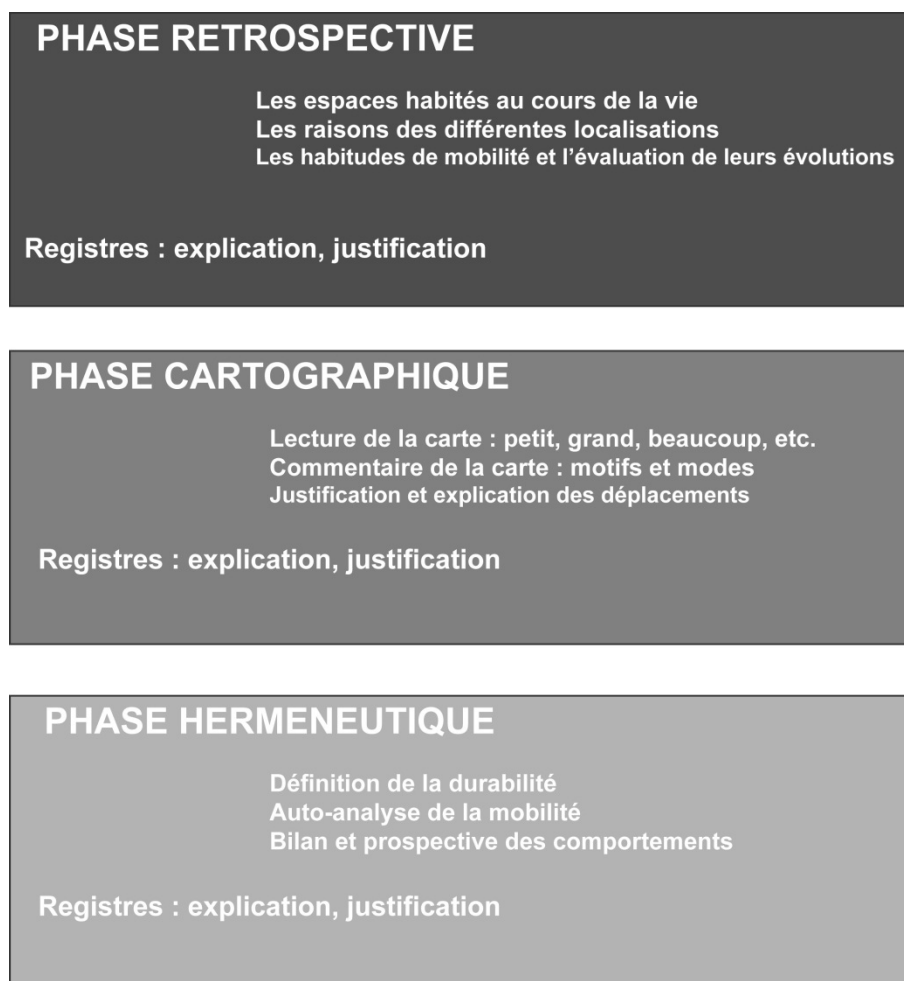 PHASE RETROSPECTIVE
Les espaces habités au cours de la vie
Les raisons des différentes localisations
Les habitudes de mobilité et l’évaluation de leurs évolutions
Registres : explication, justification
PHASE CARTOGRAPHIQUE
Lecture de la carte : petit, grand, beaucoup, etc.
Commentaire de la carte : motifs et modes
Justification et explication des déplacements
Registres : explication, justification
PHASE HERMENEUTIQUE
Définition de la durabilité
Auto-analyse de la mobilité
Bilan et prospective des comportements
Registres : explication, justification